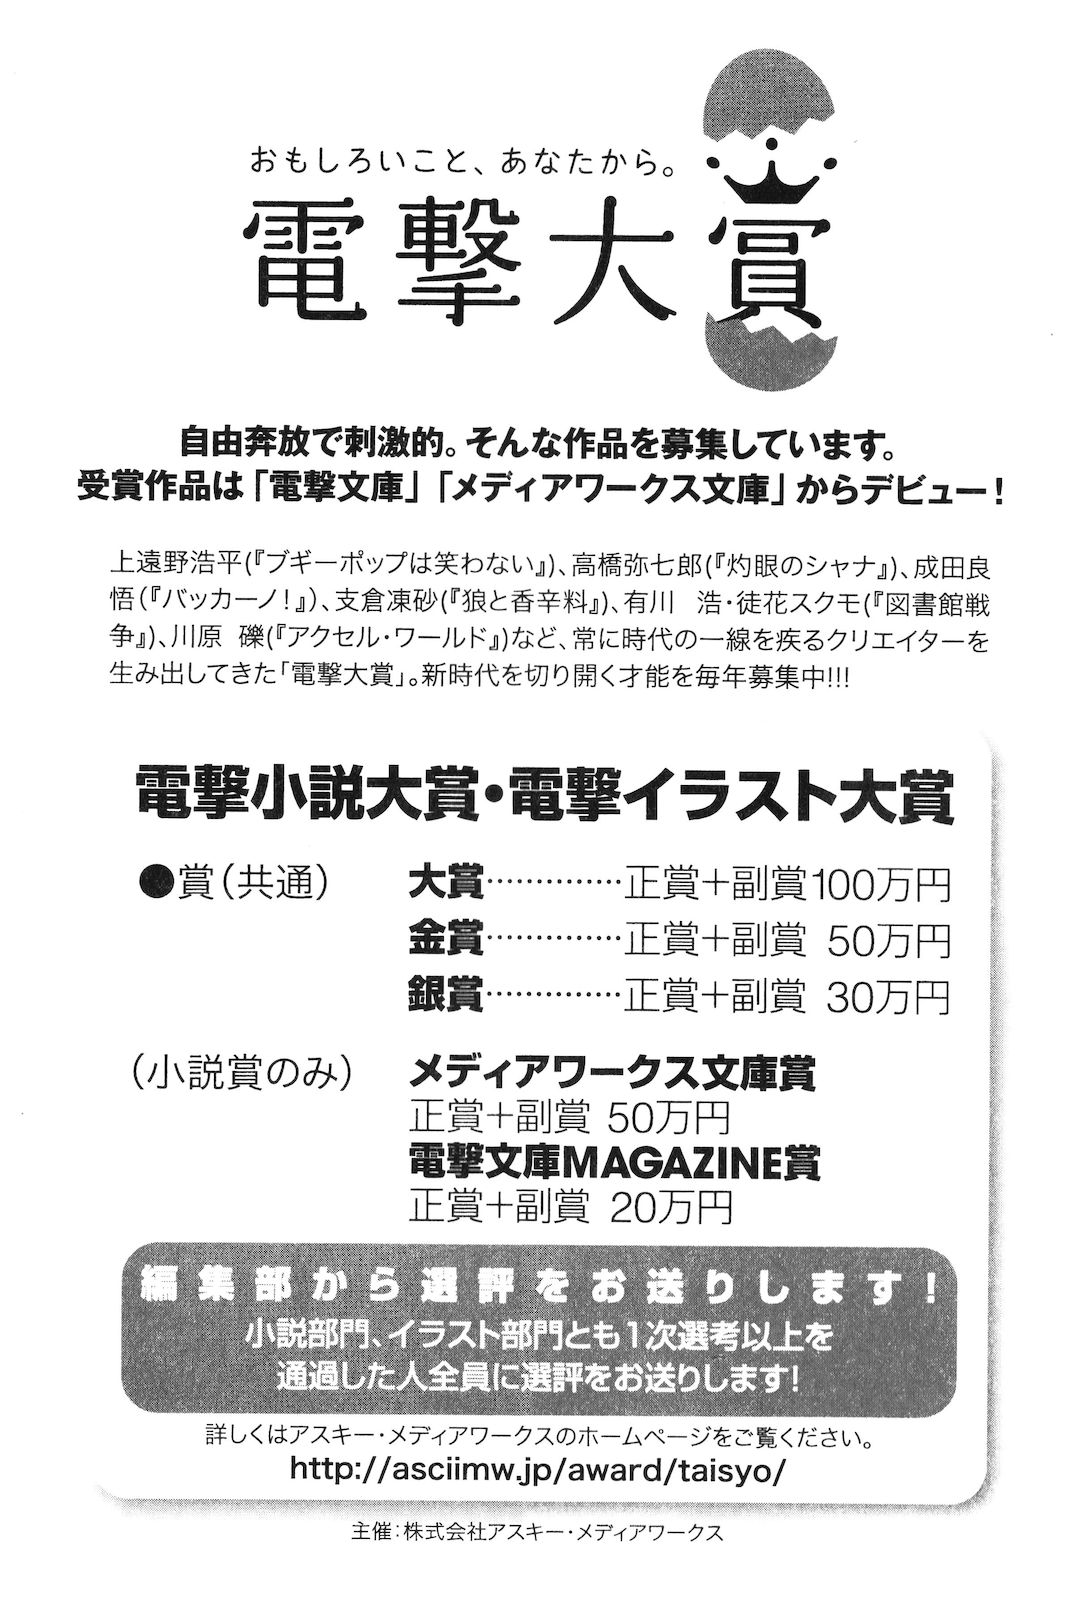 おもしろいこと、あなたから。
電撃大賞
自由奔放で刺激的。そんな作品を募集しています。
受賞作品は「電撃文庫」「メディアワークス文庫」からデビュー!
上遠野浩平(『ブギーポップは笑わない』)、高橋弥七郎(『灼眼のシャナ』)、成田良
悟(『バッカーノ!』)、支倉凍砂(『狼と香辛料』)、有川 浩・徒花スクモ(『図書館戦
争』)、川原 礫(『アクセル・ワールド』)など、常に時代の一線を疾るクリエイターを
生み出してきた「電撃大賞」。新時代を切り開く才能を毎年募集中!!!
電撃小説大賞・電撃イラスト大賞
●賞(共通) 大賞……………正賞+副賞100万円
金賞……………正賞+副賞 50万円
銀賞……………正賞+副賞 30万円
(小説賞のみ) メディアワークス文庫賞
正賞+副賞 50万円
電撃文庫MAGAZINE賞
正賞+副賞 20万円
編集部から選評をお送りします!
小説部門、イラスト部門とも1次選考以上を
通過した人全員に選評をお送りします!
詳しくはアスキー・メディアワークスのホームページをご覧ください。
http://asciimw.jp/award/taisyo/
主催:株式会社アスキー・メディアワークス